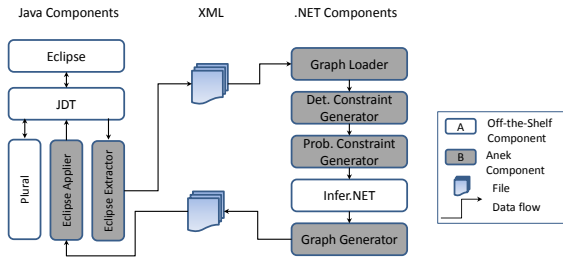 Java Components
XML
.NET Components
Eclipse
JDT
Plural
Eclipse Applier
Eclipse Extractor
Graph Loader
Det. Constraint
Generator
Prob. Constraint
Generator
Infer.NET
Graph Generator
A
Off-the-Shelf
Component
B
Anek
Component
File
Data flow